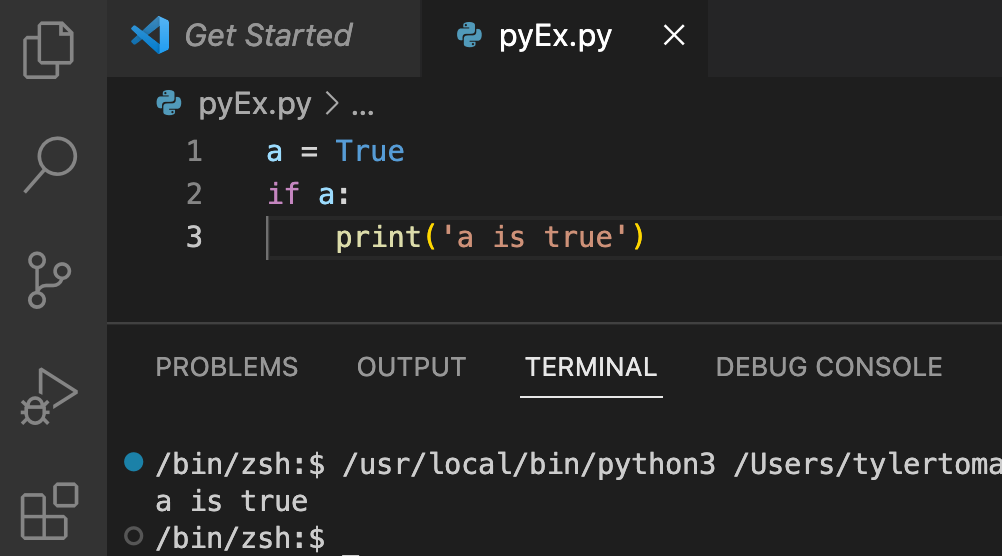 Get Started pyEx.py
pyEx.py > ...
1 a = True
2 if a:
3     print('a is true')
PROBLEMS OUTPUT TERMINAL DEBUG CONSOLE
/bin/zsh:$ /usr/local/bin/python3 /Users/tylertoma
a is true
/bin/zsh:$